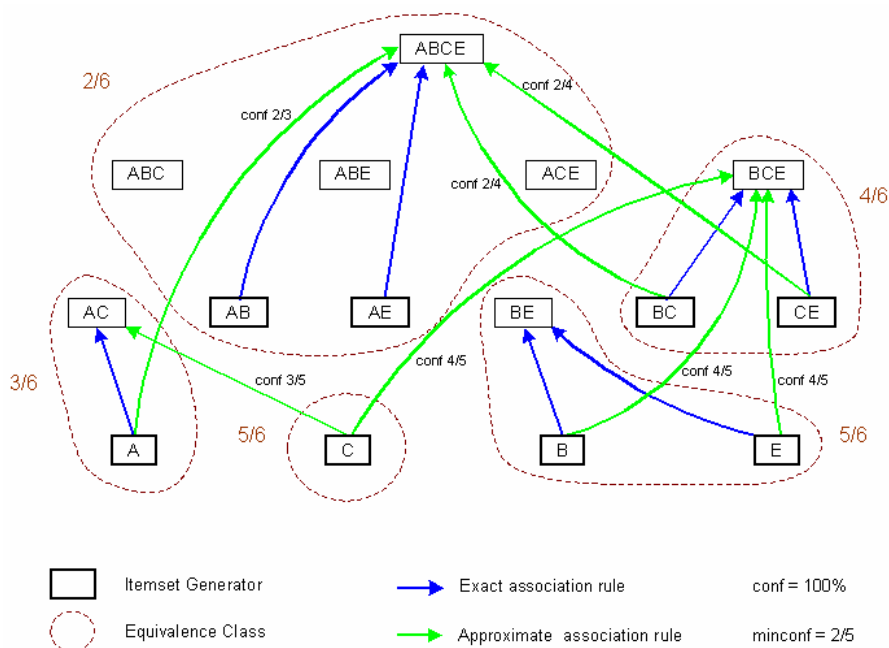 ABCE
2/6
conf 2/4
conf 2/3
ABC
ABE
ACE
BCE
conf 2/4
4/6
AC
AB
AE
BE
BC
CE
3/6
conf 3/5
conf 4/5
conf 4/5
conf 4/5
5/6
5/6
A
C
B
E
Itemset Generator
Exact association rule
conf = 100%
Equivalence Class
Approximate association rule
minconf = 2/5